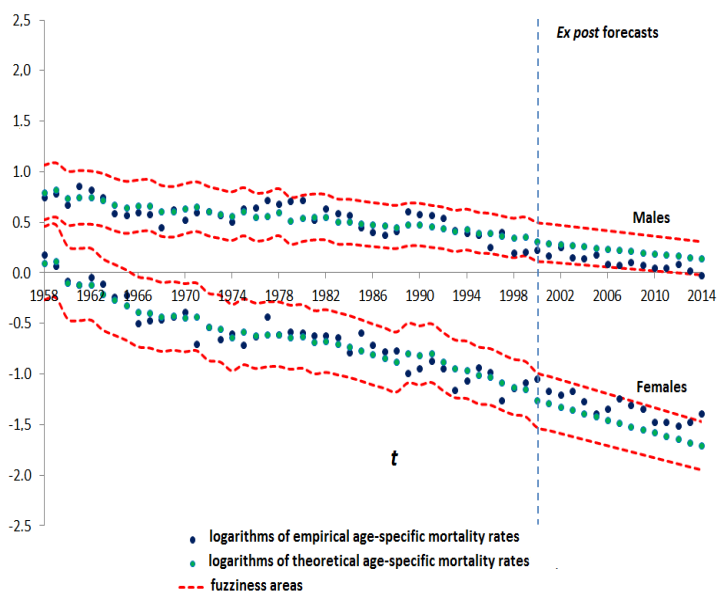 2.5
Ex post forecasts
2.0
1.5
1.0
0.5
Males
0.0
1958 1962 1966 1970 1974 1978 1982 1986 1990 1994 1998 2002 2006 2010 2014
-0.5
-1.0
Females
-1.5
t
-2.0
-2.5
logarithms of empirical age-specific mortality rates
logarithms of theoretical age-specific mortality rates
fuzziness areas